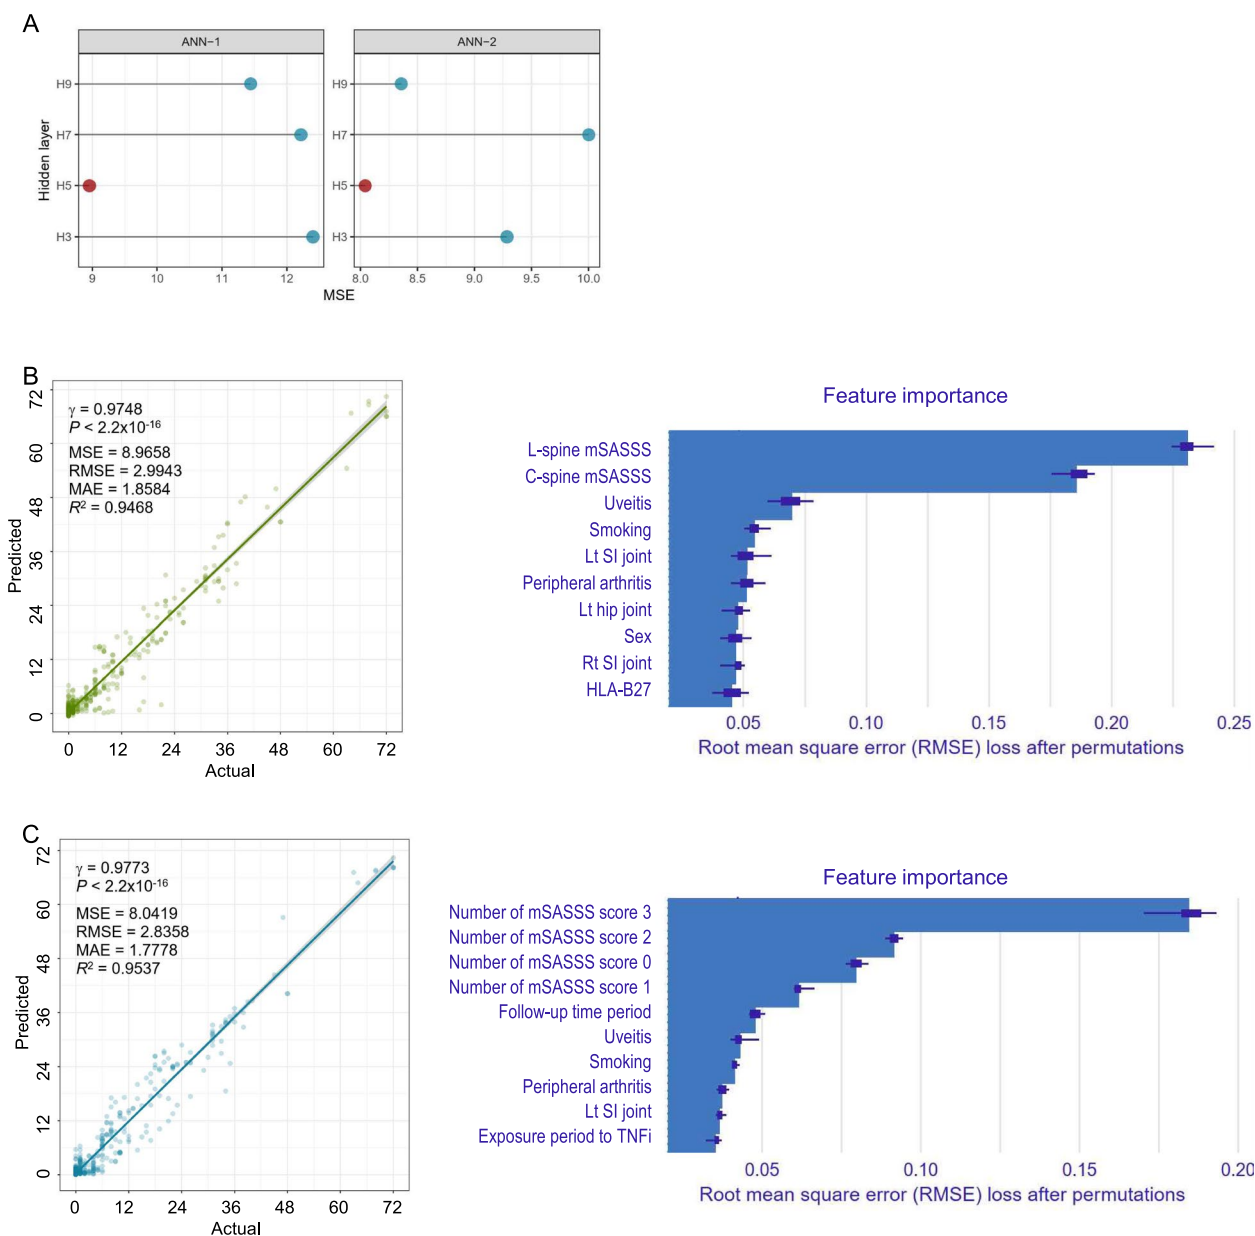 A
ANN−1
ANN−2
Hidden layer
H9
H7
H5
H3
H9
H7
H5
H3
9
10
11
12
8.0
8.5
9.0
9.5
10.0
MSE
B
γ = 0.9748
P < 2.2x10-16
MSE = 8.9658
RMSE = 2.9943
MAE = 1.8584
R2 = 0.9468
Predicted
72
60
48
36
24
12
0
0
12
24
36
48
60
72
Actual
Feature importance
L-spine mSASSS
C-spine mSASSS
Uveitis
Smoking
Lt SI joint
Peripheral arthritis
Lt hip joint
Sex
Rt SI joint
HLA-B27
0.05
0.10
0.15
0.20
0.25
Root mean square error (RMSE) loss after permutations
C
γ = 0.9773
P < 2.2x10-16
MSE = 8.0419
RMSE = 2.8358
MAE = 1.7778
R2 = 0.9537
Predicted
72
60
48
36
24
12
0
0
12
24
36
48
60
72
Actual
Feature importance
Number of mSASSS score 3
Number of mSASSS score 2
Number of mSASSS score 0
Number of mSASSS score 1
Follow-up time period
Uveitis
Smoking
Peripheral arthritis
Lt SI joint
Exposure period to TNFi
0.05
0.10
0.15
0.20
Root mean square error (RMSE) loss after permutations